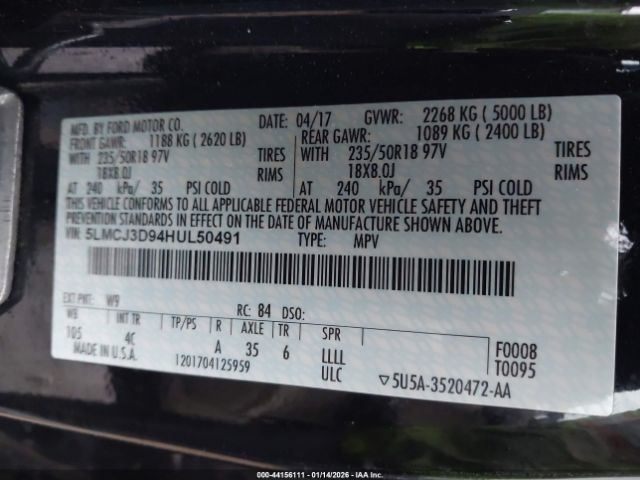 MFD. BY FORD MOTOR CO. DATE: 04/17 GVWR: 2268 KG ( 5000 LB)
FRONT GAWR: 1188 KG ( 2620 LB) REAR GAWR: 1089 KG ( 2400 LB)
WITH 235/50R18 97V TIRES WITH 235/50R18 97V TIRES
18X8.0J RIMS 18X8.0J RIMS
AT 240 kPa/ 35 PSI COLD AT 240 kPa/ 35 PSI COLD
THIS VEHICLE CONFORMS TO ALL APPLICABLE FEDERAL MOTOR VEHICLE SAFETY AND THEFT
PREVENTION STANDARDS IN EFFECT ON THE DATE OF MANUFACTURE SHOWN ABOVE.
VIN: 5LMCJ3D94HUL50491 TYPE: MPV
EXT PNT: W9 RC: 84 DSO:
WB INT TR TP/PS R AXLE TR SPR
105 4C A 35 6 LLLL F0008
MADE IN U.S.A. 1201704125959 ULC T0095
5U5A-3520472-AA
000-44156111 - 01/14/2026 - IAA Inc.